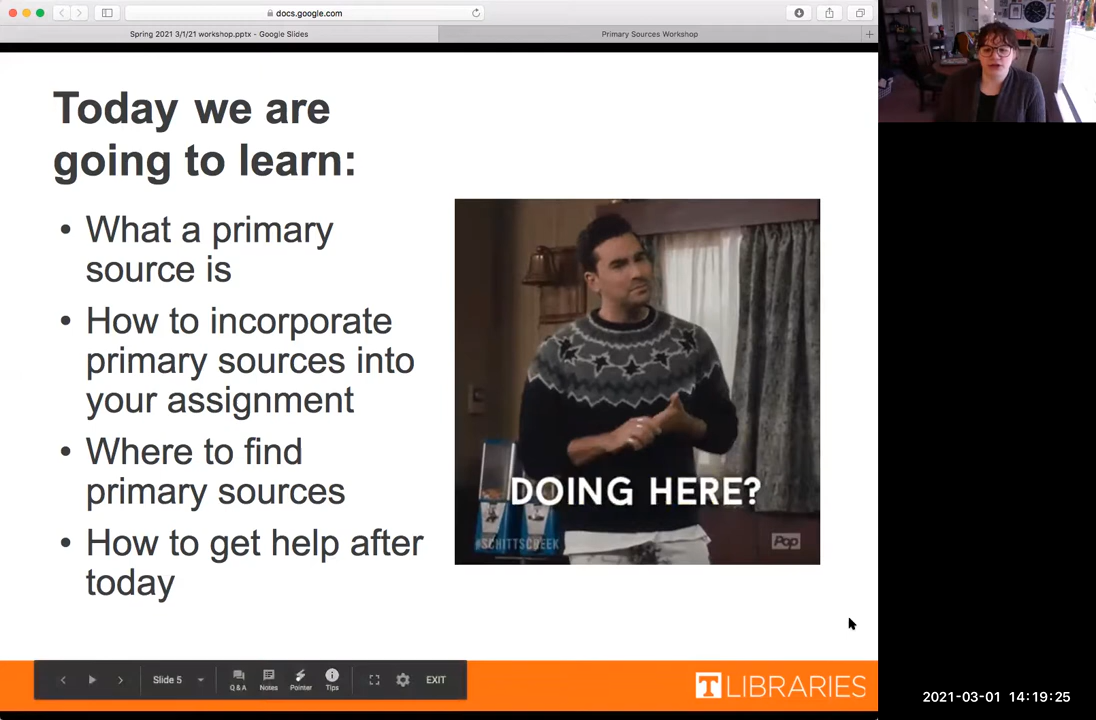 docs.google.com
Spring 2021 3/1/21 workshop.pptx - Google Slides
Primary Sources Workshop
Today we are
going to learn:
• What a primary
source is
• How to incorporate
primary sources into
your assignment
• Where to find
primary sources
• How to get help after
today
DOING HERE?
#SCHITTSCREEK
Pop
Slide 5
Q & A
Notes
Pointer
Tips
EXIT
T LIBRARIES
2021-03-01 14:19:25